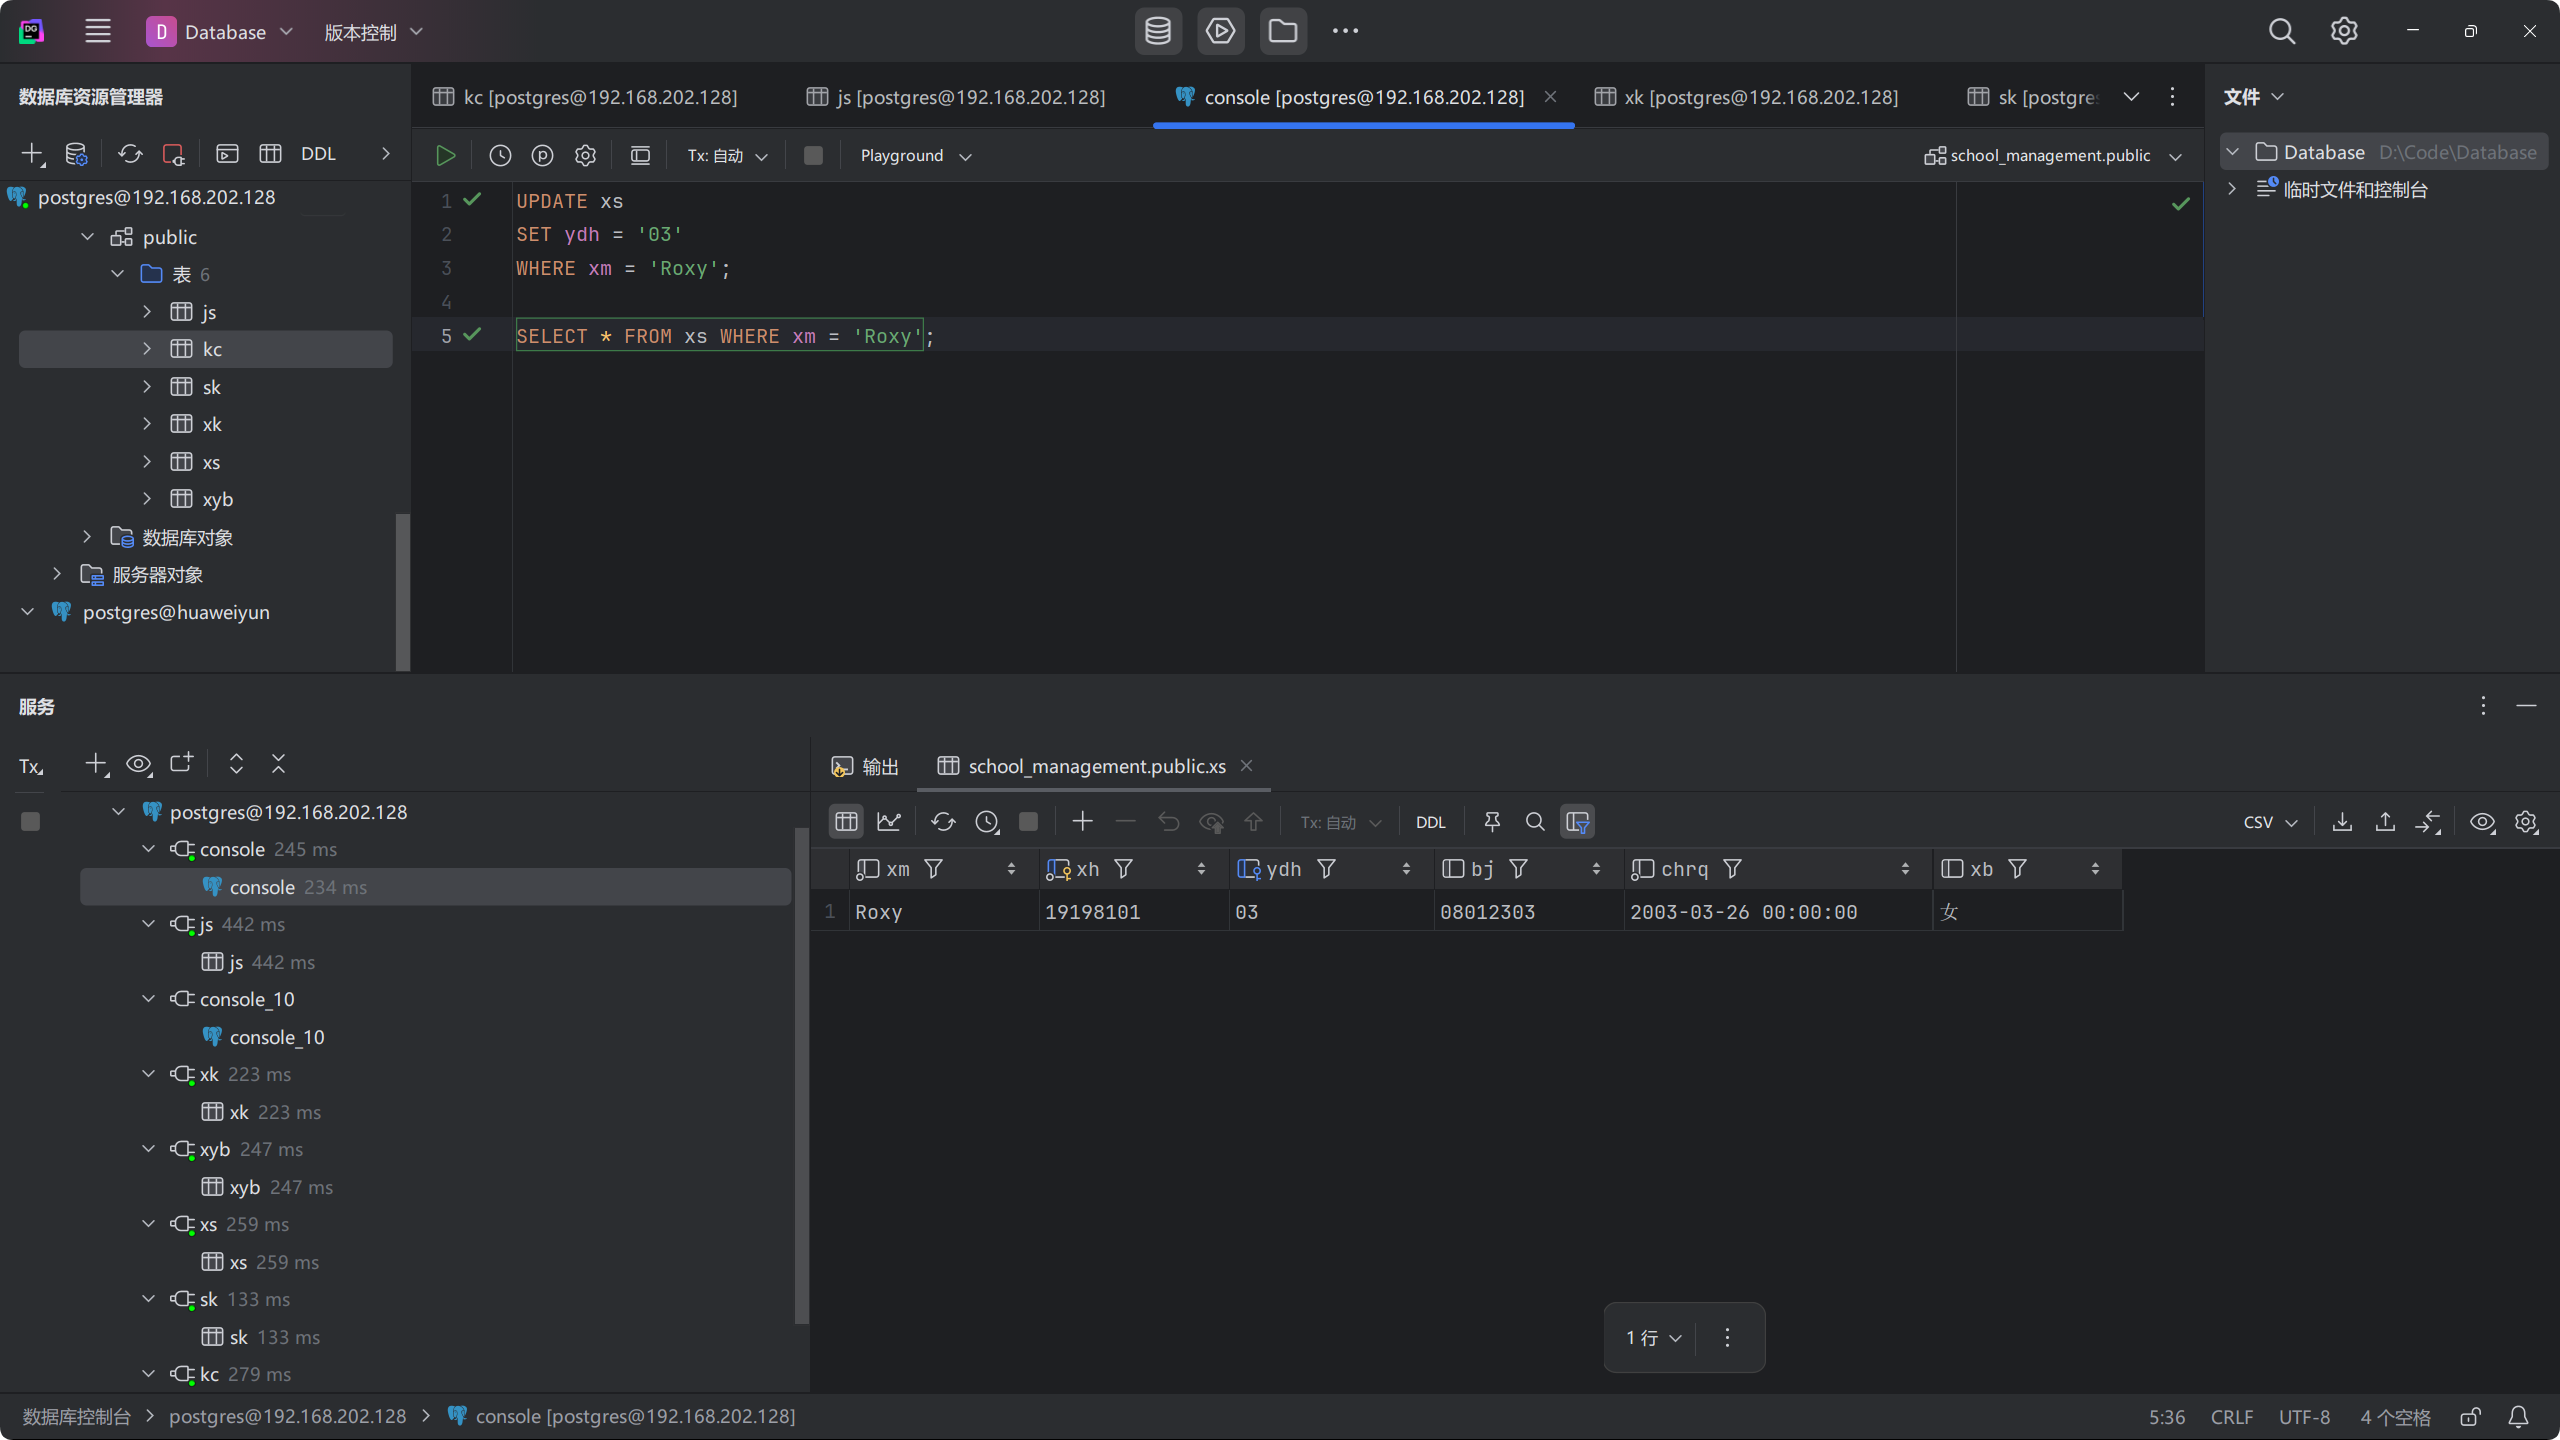 D Database 版本控制
数据库资源管理器
DDL
postgres@192.168.202.128
public
表 6
js
kc
sk
xk
xs
xyb
数据库对象
服务器对象
postgres@huaweiyun
kc [postgres@192.168.202.128] js [postgres@192.168.202.128] console [postgres@192.168.202.128] xk [postgres@192.168.202.128] sk [postgre
Tx: 自动 Playground school_management.public
1 UPDATE xs
2 SET ydh = '03'
3 WHERE xm = 'Roxy';
4
5 SELECT * FROM xs WHERE xm = 'Roxy';
文件
Database D:\Code\Database
临时文件和控制台
服务
Tx
postgres@192.168.202.128
console 245 ms
console 234 ms
js 442 ms
js 442 ms
console_10
console_10
xk 223 ms
xk 223 ms
xyb 247 ms
xyb 247 ms
xs 259 ms
xs 259 ms
sk 133 ms
sk 133 ms
kc 279 ms
输出 school_management.public.xs
Tx: 自动 DDL CSV
xm xh ydh bj chrq xb
1 Roxy 19198101 03 08012303 2003-03-26 00:00:00 女
1 行
数据库控制台 postgres@192.168.202.128 console [postgres@192.168.202.128]
5:36 CRLF UTF-8 4 个空格